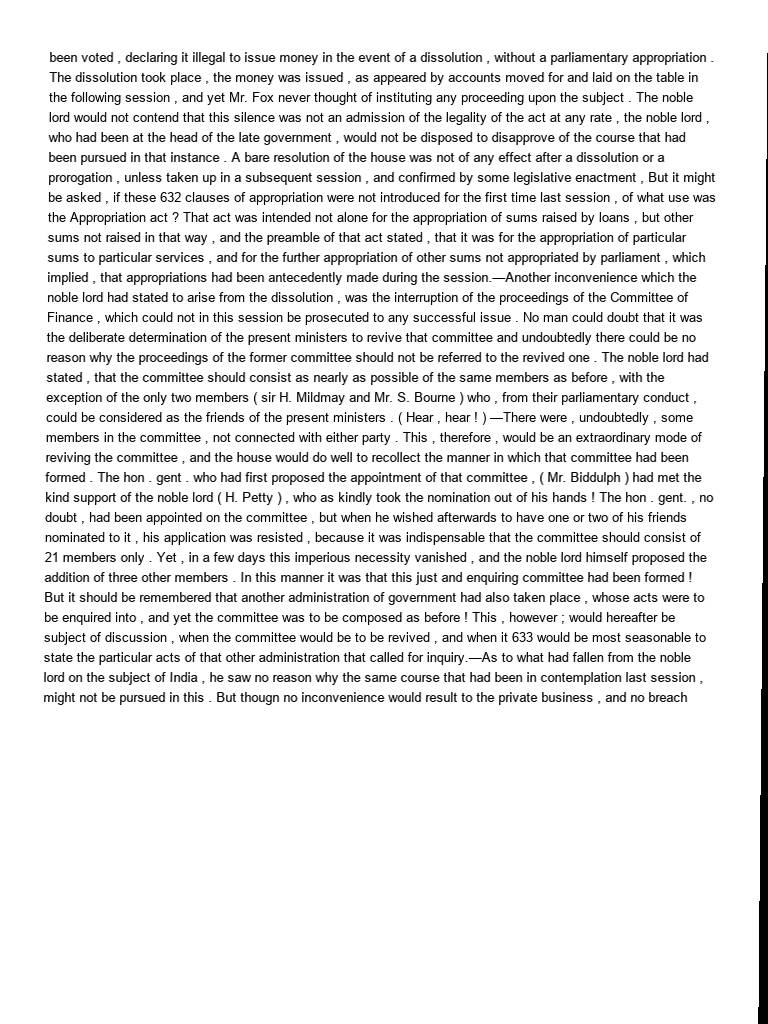 been voted , declaring it illegal to issue money in the event of a dissolution , without a parliamentary appropriation .
The dissolution took place , the money was issued , as appeared by accounts moved for and laid on the table in
the following session , and yet Mr. Fox never thought of instituting any proceeding upon the subject . The noble
lord would not contend that this silence was not an admission of the legality of the act at any rate , the noble lord ,
who had been at the head of the late government , would not be disposed to disapprove of the course that had
been pursued in that instance . A bare resolution of the house was not of any effect after a dissolution or a
prorogation , unless taken up in a subsequent session , and confirmed by some legislative enactment , But it might
be asked , if these 632 clauses of appropriation were not introduced for the first time last session , of what use was
the Appropriation act ? That act was intended not alone for the appropriation of sums raised by loans , but other
sums not raised in that way , and the preamble of that act stated , that it was for the appropriation of particular
sums to particular services , and for the further appropriation of other sums not appropriated by parliament , which
implied , that appropriations had been antecedently made during the session.—Another inconvenience which the
noble lord had stated to arise from the dissolution , was the interruption of the proceedings of the Committee of
Finance , which could not in this session be prosecuted to any successful issue . No man could doubt that it was
the deliberate determination of the present ministers to revive that committee and undoubtedly there could be no
reason why the proceedings of the former committee should not be referred to the revived one . The noble lord had
stated , that the committee should consist as nearly as possible of the same members as before , with the
exception of the only two members ( sir H. Mildmay and Mr. S. Bourne ) who , from their parliamentary conduct ,
could be considered as the friends of the present ministers . ( Hear , hear ! ) —There were , undoubtedly , some
members in the committee , not connected with either party . This , therefore , would be an extraordinary mode of
reviving the committee , and the house would do well to recollect the manner in which that committee had been
formed . The hon . gent . who had first proposed the appointment of that committee , ( Mr. Biddulph ) had met the
kind support of the noble lord ( H. Petty ) , who as kindly took the nomination out of his hands ! The hon . gent. , no
doubt , had been appointed on the committee , but when he wished afterwards to have one or two of his friends
nominated to it , his application was resisted , because it was indispensable that the committee should consist of
21 members only . Yet , in a few days this imperious necessity vanished , and the noble lord himself proposed the
addition of three other members . In this manner it was that this just and enquiring committee had been formed !
But it should be remembered that another administration of government had also taken place , whose acts were to
be enquired into , and yet the committee was to be composed as before ! This , however ; would hereafter be
subject of discussion , when the committee would be to be revived , and when it 633 would be most seasonable to
state the particular acts of that other administration that called for inquiry.—As to what had fallen from the noble
lord on the subject of India , he saw no reason why the same course that had been in contemplation last session ,
might not be pursued in this . But thougn no inconvenience would result to the private business , and no breach